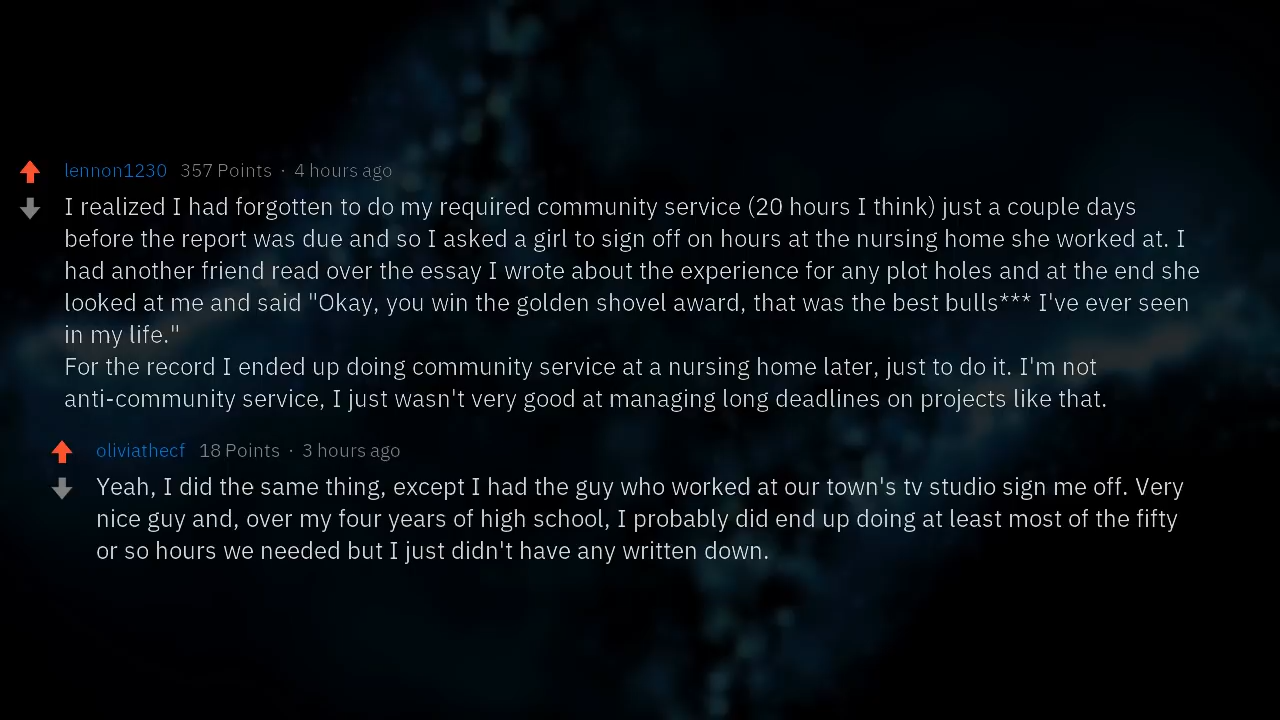 lennon1230 357 Points · 4 hours ago
I realized I had forgotten to do my required community service (20 hours I think) just a couple days
before the report was due and so I asked a girl to sign off on hours at the nursing home she worked at. I
had another friend read over the essay I wrote about the experience for any plot holes and at the end she
looked at me and said "Okay, you win the golden shovel award, that was the best bulls*** I've ever seen
in my life."
For the record I ended up doing community service at a nursing home later, just to do it. I'm not
anti-community service, I just wasn't very good at managing long deadlines on projects like that.
oliviathecf 18 Points · 3 hours ago
Yeah, I did the same thing, except I had the guy who worked at our town's tv studio sign me off. Very
nice guy and, over my four years of high school, I probably did end up doing at least most of the fifty
or so hours we needed but I just didn't have any written down.